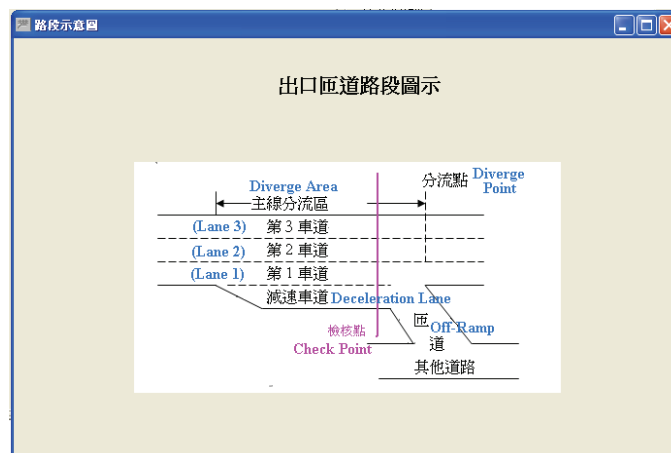 路段示意圖
出口匝道路段圖示
分流點 Diverge Point
Diverge Area
主線分流區
(Lane 3) 第3車道
(Lane 2) 第2車道
(Lane 1) 第1車道
減速車道 Deceleration Lane
檢核點
Check Point
匝道
Off-Ramp
其他道路